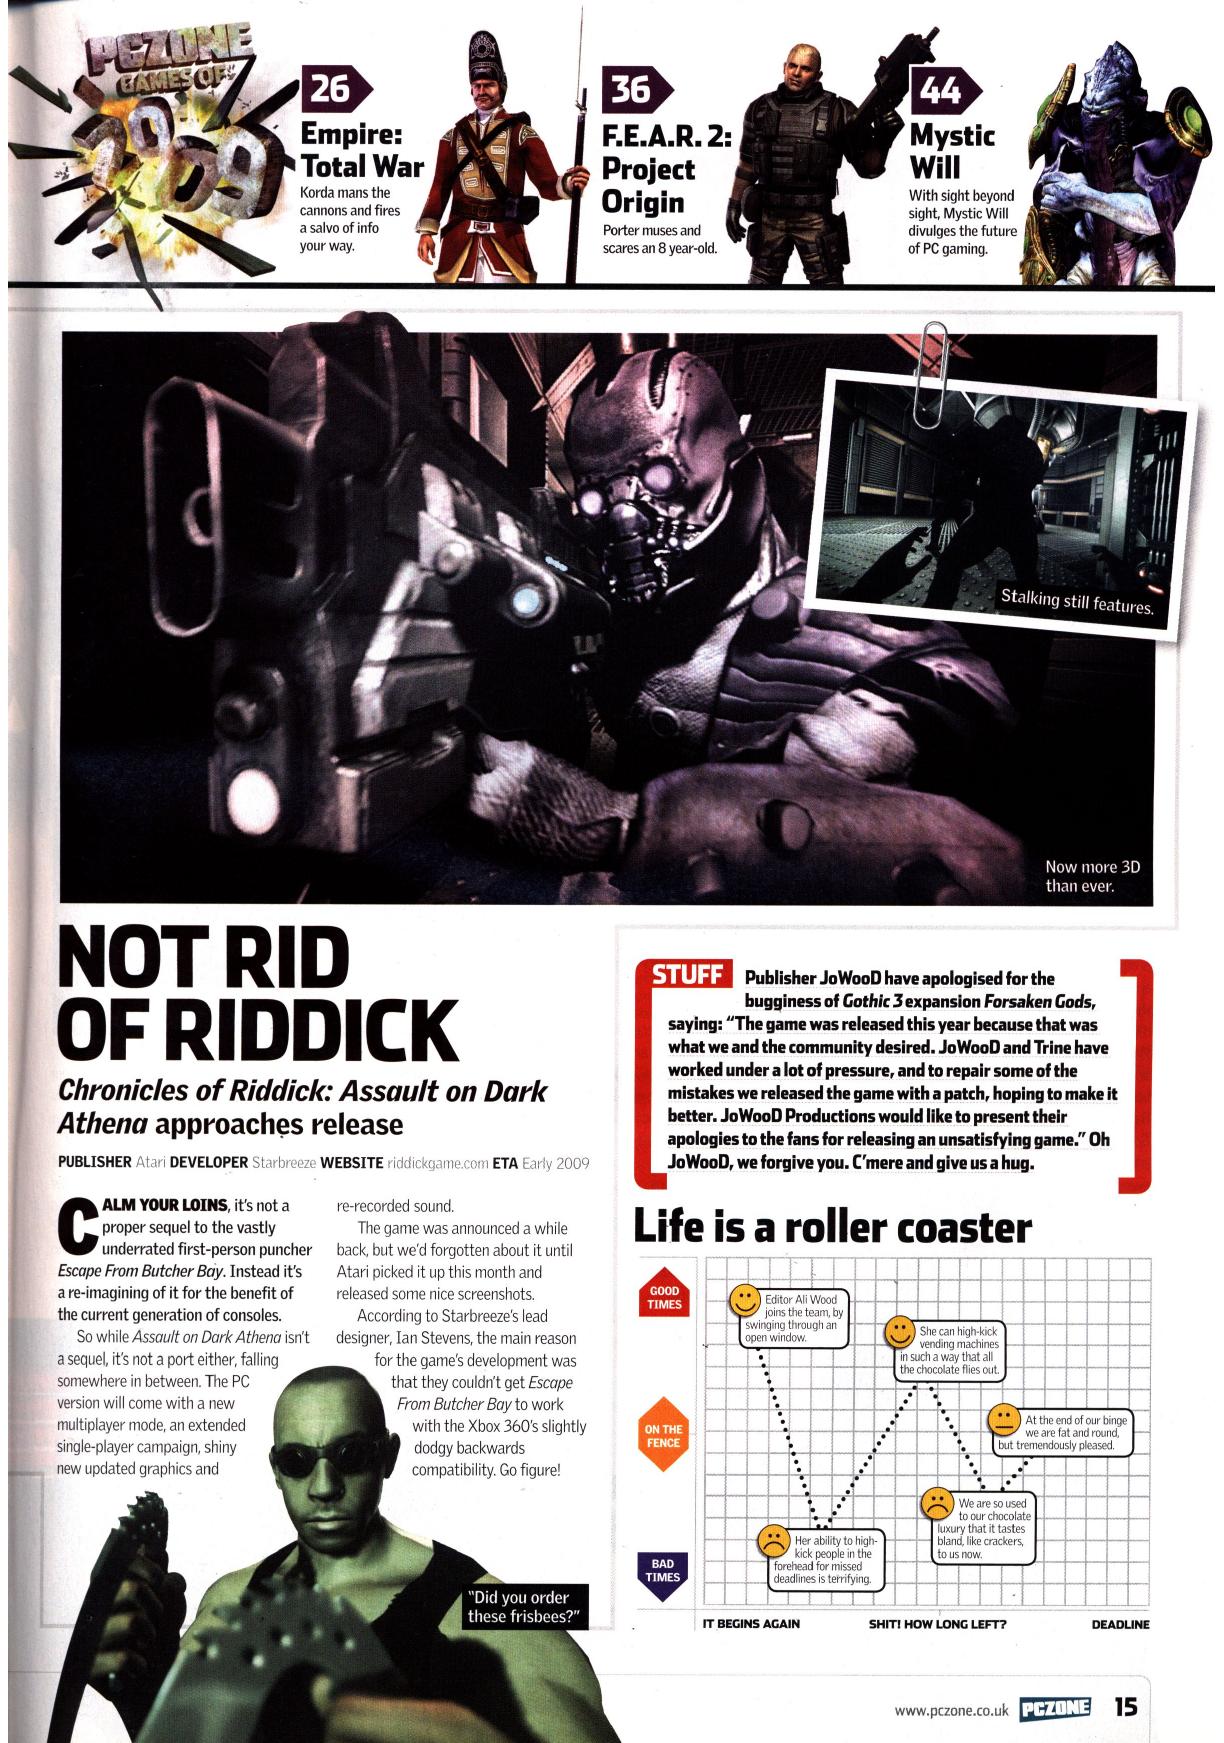 PCZONE
GAMES OF
2009
26
Empire:
Total War
Korda mans the
cannons and fires
a salvo of info
your way.
36
F.E.A.R. 2:
Project
Origin
Porter muses and
scares an 8 year-old.
44
Mystic
Will
With sight beyond
sight, Mystic Will
divulges the future
of PC gaming.
Stalking still features.
Now more 3D
than ever.
NOT RID
OF RIDDICK
Chronicles of Riddick: Assault on Dark
Athena approaches release
PUBLISHER Atari DEVELOPER Starbreeze WEBSITE riddickgame.com ETA Early 2009
CALM YOUR LOINS, it's not a
proper sequel to the vastly
underrated first-person puncher
Escape From Butcher Bay. Instead it's
a re-imagining of it for the benefit of
the current generation of consoles.
So while Assault on Dark Athena isn't
a sequel, it's not a port either, falling
somewhere in between. The PC
version will come with a new
multiplayer mode, an extended
single-player campaign, shiny
new updated graphics and
re-recorded sound.
The game was announced a while
back, but we'd forgotten about it until
Atari picked it up this month and
released some nice screenshots.
According to Starbreeze's lead
designer, Ian Stevens, the main reason
for the game's development was
that they couldn't get Escape
From Butcher Bay to work
with the Xbox 360's slightly
dodgy backwards
compatibility. Go figure!
"Did you order
these frisbees?"
STUFF Publisher JoWooD have apologised for the
bugginess of Gothic 3 expansion Forsaken Gods,
saying: "The game was released this year because that was
what we and the community desired. JoWooD and Trine have
worked under a lot of pressure, and to repair some of the
mistakes we released the game with a patch, hoping to make it
better. JoWooD Productions would like to present their
apologies to the fans for releasing an unsatisfying game." Oh
JoWooD, we forgive you. C'mere and give us a hug.
Life is a roller coaster
GOOD
TIMES
ON THE
FENCE
BAD
TIMES
Editor Ali Wood
joins the team, by
swinging through an
open window.
Her ability to high-
kick people in the
forehead for missed
deadlines is terrifying.
She can high-kick
vending machines
in such a way that all
the chocolate flies out.
We are so used
to our chocolate
luxury that it tastes
bland, like crackers,
to us now.
At the end of our binge
we are fat and round,
but tremendously pleased.
IT BEGINS AGAIN SHIT! HOW LONG LEFT? DEADLINE
www.pczone.co.uk PCZONE 15